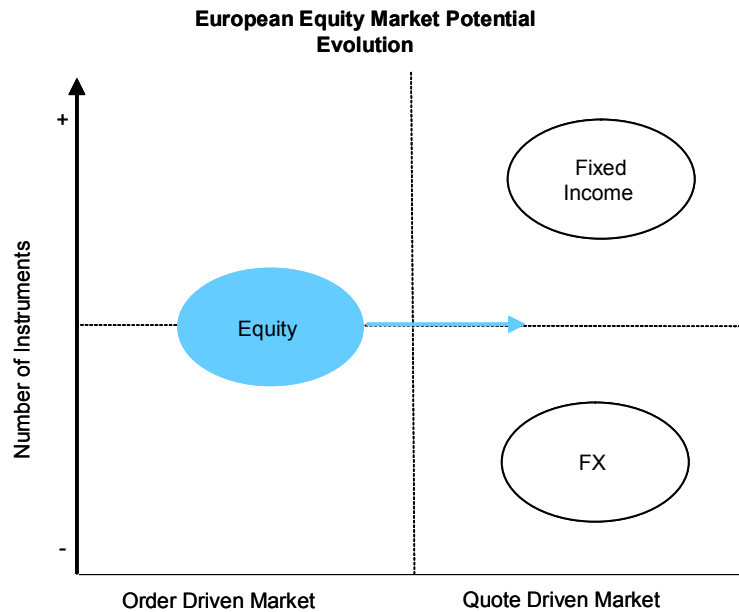 European Equity Market Potential
Evolution
+
Fixed
Income
Number of Instruments
Equity
FX
-
Order Driven Market
Quote Driven Market